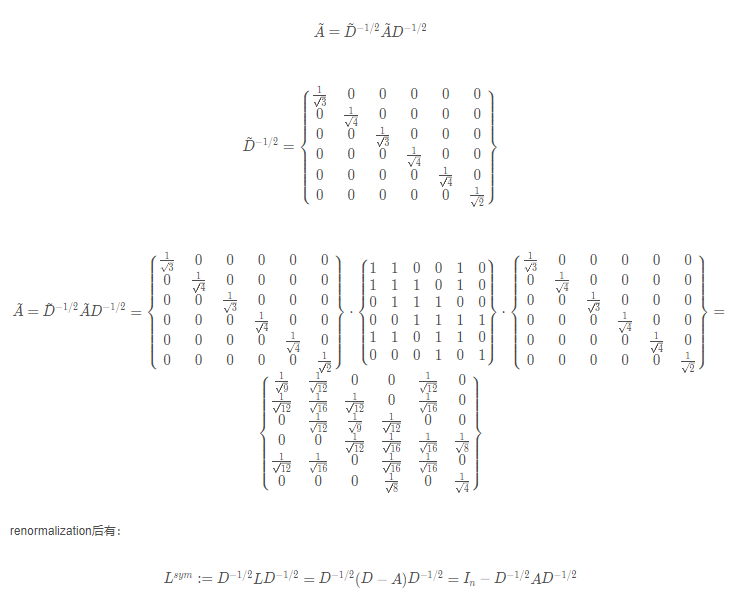 $\tilde{A} = \tilde{D}^{-1/2}\tilde{A}D^{-1/2}$
$\tilde{D}^{-1/2} = \begin{Bmatrix} \frac{1}{\sqrt{3}} & 0 & 0 & 0 & 0 & 0 \\ 0 & \frac{1}{\sqrt{4}} & 0 & 0 & 0 & 0 \\ 0 & 0 & \frac{1}{\sqrt{3}} & 0 & 0 & 0 \\ 0 & 0 & 0 & \frac{1}{\sqrt{4}} & 0 & 0 \\ 0 & 0 & 0 & 0 & \frac{1}{\sqrt{4}} & 0 \\ 0 & 0 & 0 & 0 & 0 & \frac{1}{\sqrt{2}} \end{Bmatrix}$
$\tilde{A} = \tilde{D}^{-1/2}\tilde{A}D^{-1/2} = \begin{Bmatrix} \frac{1}{\sqrt{3}} & 0 & 0 & 0 & 0 & 0 \\ 0 & \frac{1}{\sqrt{4}} & 0 & 0 & 0 & 0 \\ 0 & 0 & \frac{1}{\sqrt{3}} & 0 & 0 & 0 \\ 0 & 0 & 0 & \frac{1}{\sqrt{4}} & 0 & 0 \\ 0 & 0 & 0 & 0 & \frac{1}{\sqrt{4}} & 0 \\ 0 & 0 & 0 & 0 & 0 & \frac{1}{\sqrt{2}} \end{Bmatrix} \cdot \begin{Bmatrix} 1 & 1 & 0 & 0 & 1 & 0 \\ 1 & 1 & 1 & 0 & 1 & 0 \\ 0 & 1 & 1 & 1 & 0 & 0 \\ 0 & 0 & 1 & 1 & 1 & 1 \\ 1 & 1 & 0 & 1 & 1 & 0 \\ 0 & 0 & 0 & 1 & 0 & 1 \end{Bmatrix} \cdot \begin{Bmatrix} \frac{1}{\sqrt{3}} & 0 & 0 & 0 & 0 & 0 \\ 0 & \frac{1}{\sqrt{4}} & 0 & 0 & 0 & 0 \\ 0 & 0 & \frac{1}{\sqrt{3}} & 0 & 0 & 0 \\ 0 & 0 & 0 & \frac{1}{\sqrt{4}} & 0 & 0 \\ 0 & 0 & 0 & 0 & \frac{1}{\sqrt{4}} & 0 \\ 0 & 0 & 0 & 0 & 0 & \frac{1}{\sqrt{2}} \end{Bmatrix} =$
$\begin{Bmatrix} \frac{1}{\sqrt{9}} & \frac{1}{\sqrt{12}} & 0 & 0 & \frac{1}{\sqrt{12}} & 0 \\ \frac{1}{\sqrt{12}} & \frac{1}{\sqrt{16}} & \frac{1}{\sqrt{12}} & 0 & \frac{1}{\sqrt{16}} & 0 \\ 0 & \frac{1}{\sqrt{12}} & \frac{1}{\sqrt{9}} & \frac{1}{\sqrt{12}} & 0 & 0 \\ 0 & 0 & \frac{1}{\sqrt{12}} & \frac{1}{\sqrt{16}} & \frac{1}{\sqrt{16}} & \frac{1}{\sqrt{8}} \\ \frac{1}{\sqrt{12}} & \frac{1}{\sqrt{16}} & 0 & \frac{1}{\sqrt{16}} & \frac{1}{\sqrt{16}} & 0 \\ 0 & 0 & 0 & \frac{1}{\sqrt{8}} & 0 & \frac{1}{\sqrt{4}} \end{Bmatrix}$
renormalization后有：
$L^{sym} := D^{-1/2}LD^{-1/2} = D^{-1/2}(D - A)D^{-1/2} = I_n - D^{-1/2}AD^{-1/2}$